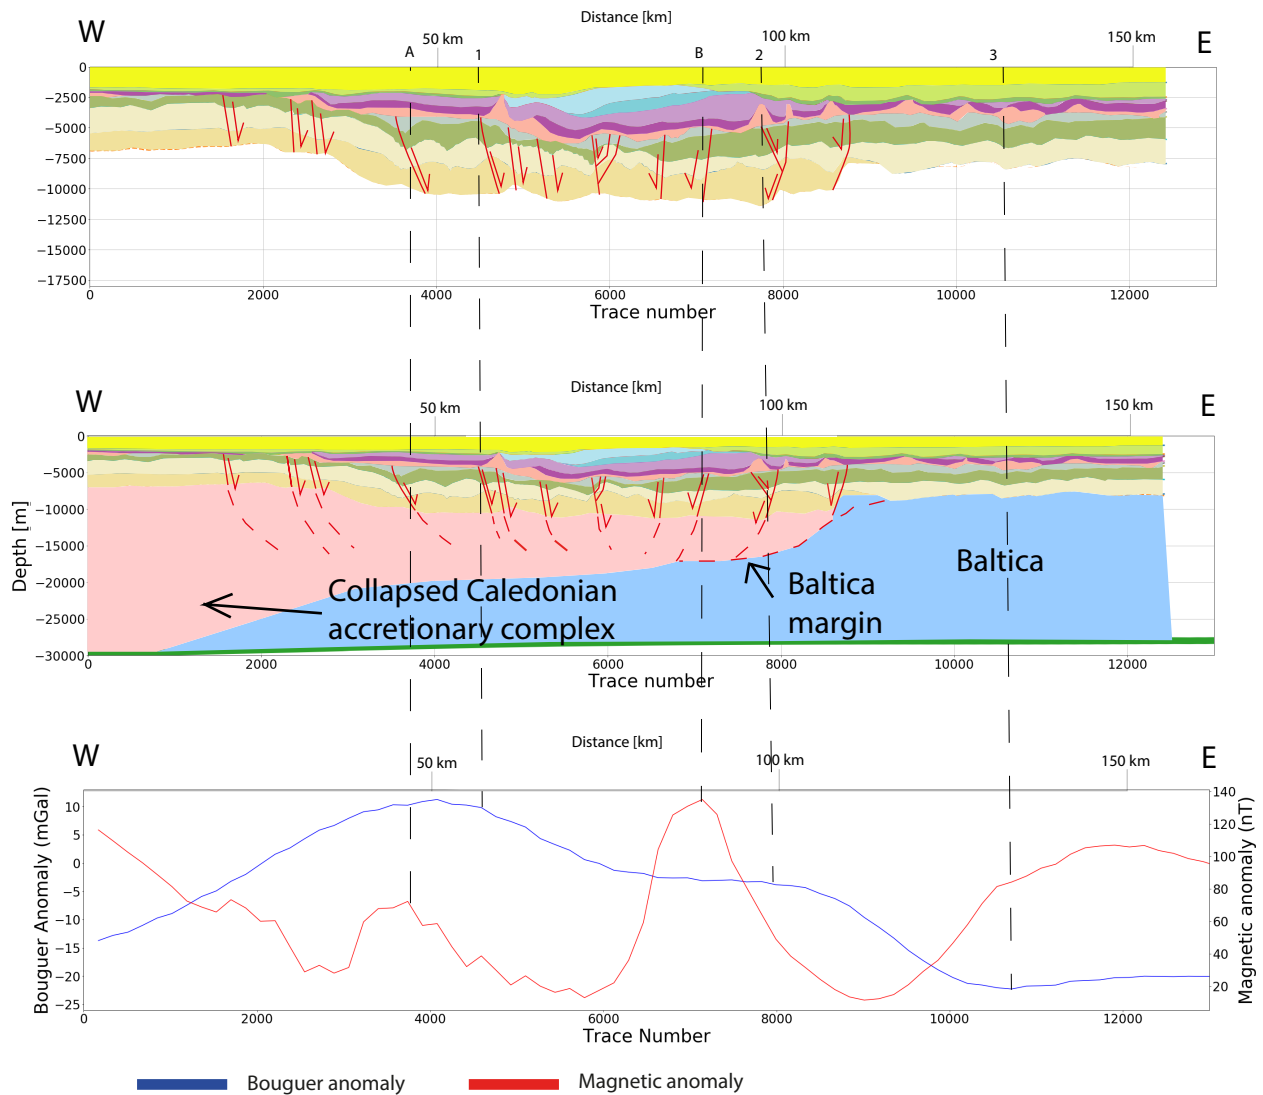 W
Distance [km]
E
50 km
100 km
150 km
A
1
B
2
3
0
−2500
−5000
−7500
−10000
−12500
−15000
−17500
0
2000
4000
6000
8000
10000
12000
Trace number
W
Distance [km]
E
50 km
100 km
150 km
Depth [m]
0
−5000
−10000
−15000
−20000
−25000
−30000
Collapsed Caledonian
accretionary complex
Baltica
margin
Baltica
0
2000
4000
6000
8000
10000
12000
Trace number
W
Distance [km]
E
50 km
100 km
150 km
Bouguer Anomaly (mGal)
10
5
0
−5
−10
−15
−20
−25
140
120
100
80
60
40
20
Magnetic anomaly (nT)
0
2000
4000
6000
8000
10000
12000
Trace Number
Bouguer anomaly
Magnetic anomaly